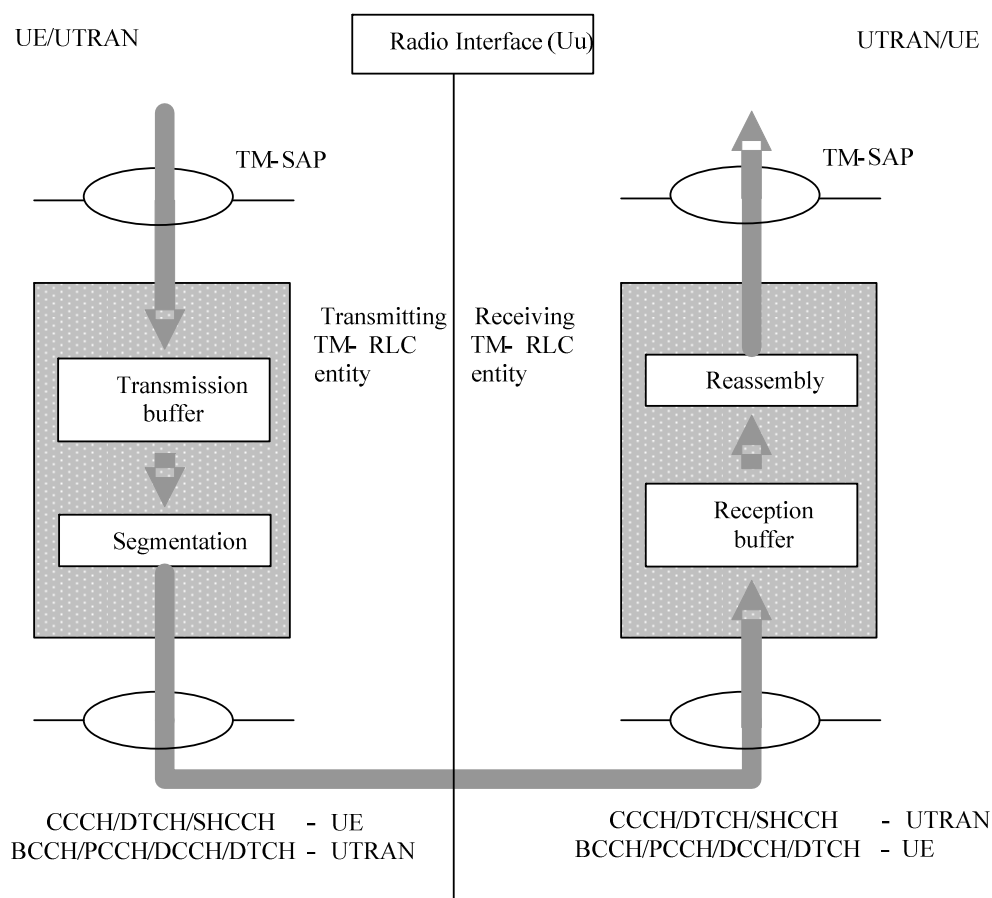 UE/UTRAN
Radio Interface (Uu)
UTRAN/UE
TM- SAP
TM- SAP
Transmitting
TM- RLC
entity
Receiving
TM- RLC
entity
Transmission
buffer
Segmentation
Reassembly
Reception
buffer
CCCH/DTCH/SHCCH - UE
BCCH/PCCH/DCCH/DTCH - UTRAN
CCCH/DTCH/SHCCH - UTRAN
BCCH/PCCH/DCCH/DTCH - UE